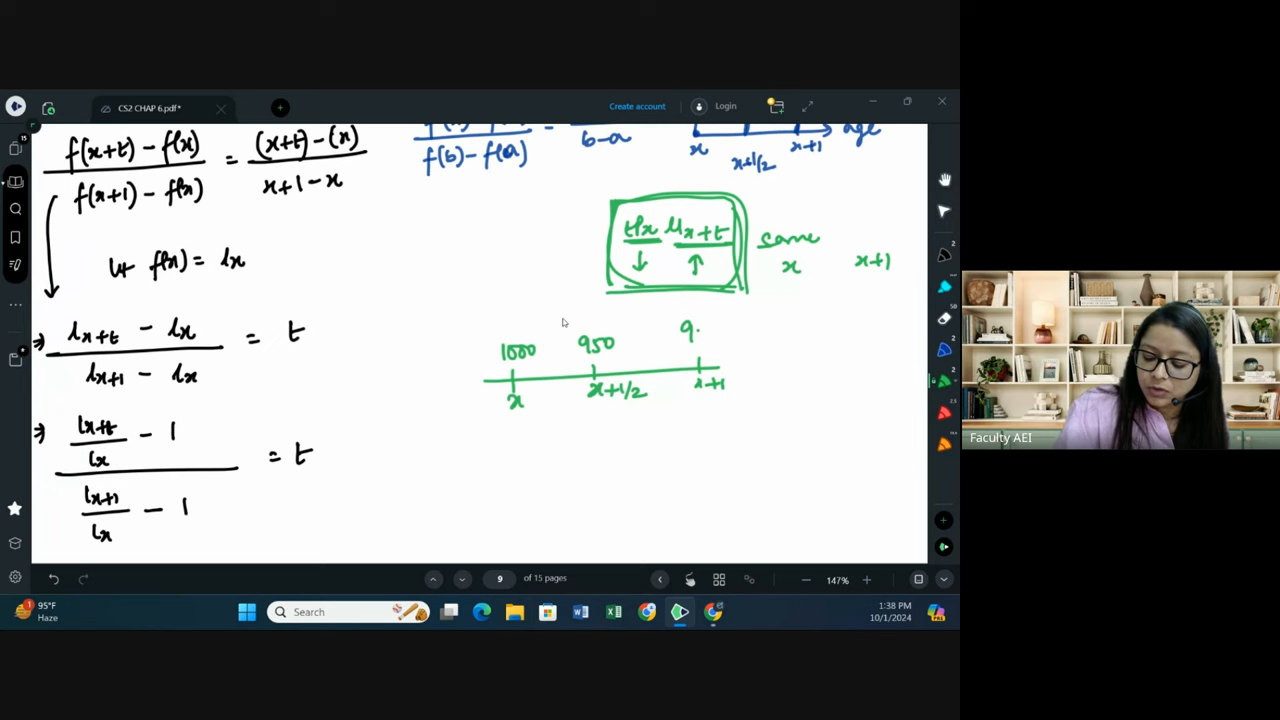 CS2 CHAP 6.pdf*
Create account
Login
f(x+t) - f(x) / f(x+1) - f(x) = (x+t) - (x) / x+1 - x
f(b) - f(a) = b-a
x x+1/2 x+1 age
let f(x) = lx
tPx μx+t same
↓ ↑ x x+1
⇒ lx+t - lx / lx+1 - lx = t
1000 950 9.
x x+1/2 x+1
⇒ lx+t / lx - 1 / lx+1 / lx - 1 = t
Faculty AEI
9 of 15 pages
147%
95°F
Haze
Search
1:38 PM
10/1/2024